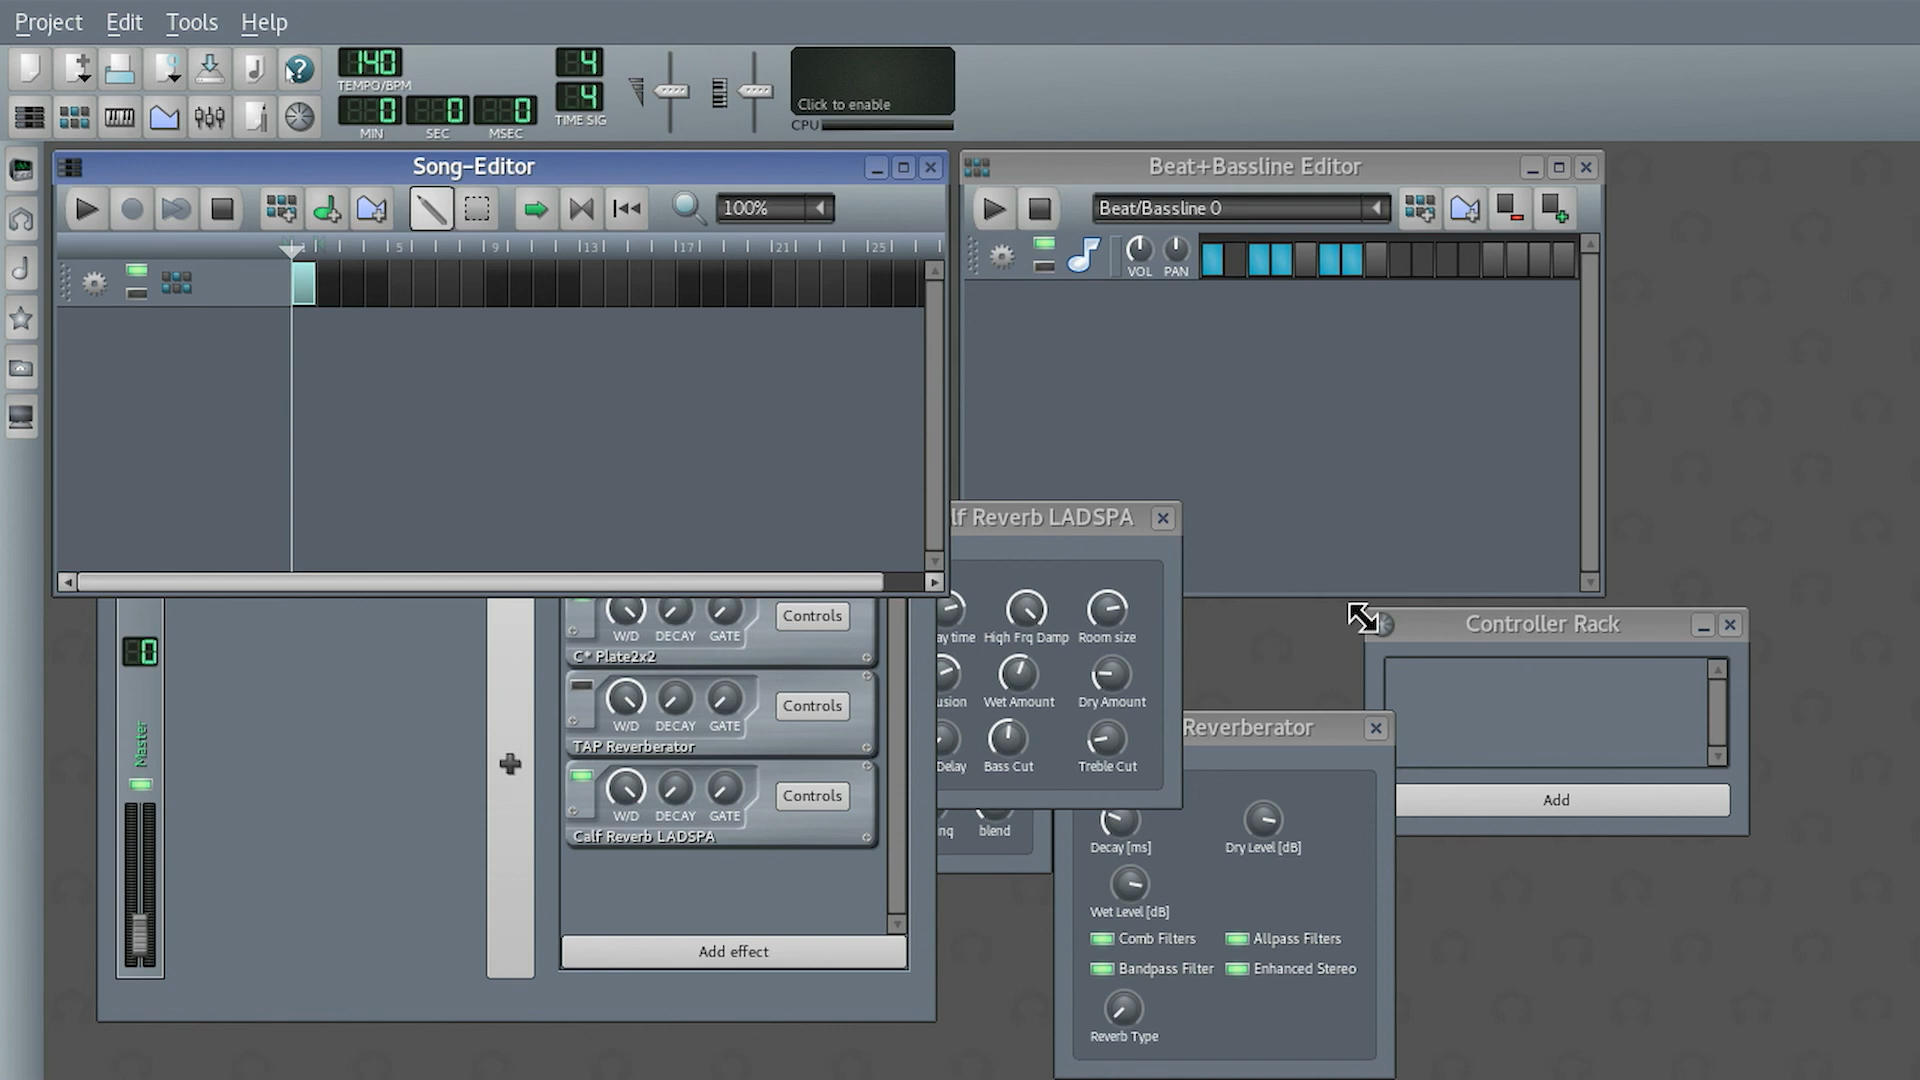 Project Edit Tools Help
140
TEMPO/BPM
0 0 0
MIN SEC MSEC
4
4
TIME SIG
Click to enable
CPU
Song-Editor
100%
1 5 9 13 17 21 25
Beat+Bassline Editor
Beat/Bassline 0
VOL PAN
lf Reverb LADSPA
ay time High Frq Damp Room size
usion Wet Amount Dry Amount
Delay Bass Cut Treble Cut
blend
Controller Rack
Add
Reverberator
Decay [ms] Dry Level [dB]
Wet Level [dB]
Comb Filters Allpass Filters
Bandpass Filter Enhanced Stereo
Reverb Type
0
Master
W/D DECAY GATE Controls
C* Plate2x2
W/D DECAY GATE Controls
TAP Reverberator
W/D DECAY GATE Controls
Calf Reverb LADSPA
Add effect